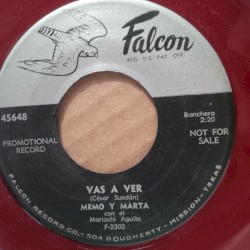 Falcon
REG. U.S. PAT. OFF.
45648
Ranchera
2:20
PROMOTIONAL
RECORD
NOT FOR
SALE
VAS A VER
(César Suedán)
MEMO Y MARTA
con el
Mariachi Aguila
F-2302
FALCON RECORD CO.-504 DOUGHERTY-MISSION, TEXAS